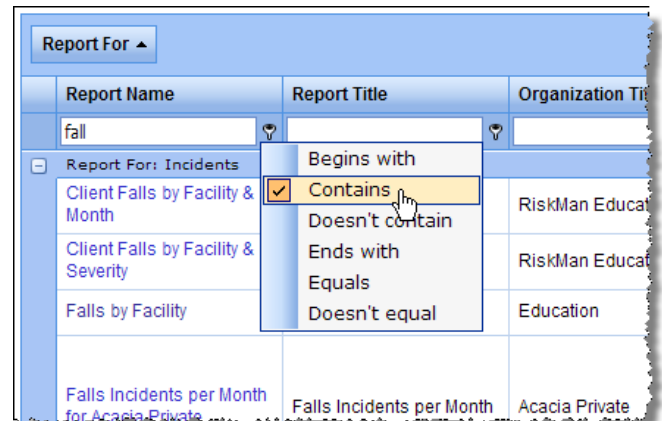 Report For
Report Name Report Title Organization
fall
Report For: Incidents
Begins with
Contains
Doesn't contain
Ends with
Equals
Doesn't equal
Client Falls by Facility &
Month
RiskMan
Client Falls by Facility &
Severity
RiskMan
Falls by Facility
Education
Falls Incidents per Month
for Acacia Private
Falls Incidents per Month
Acacia Private